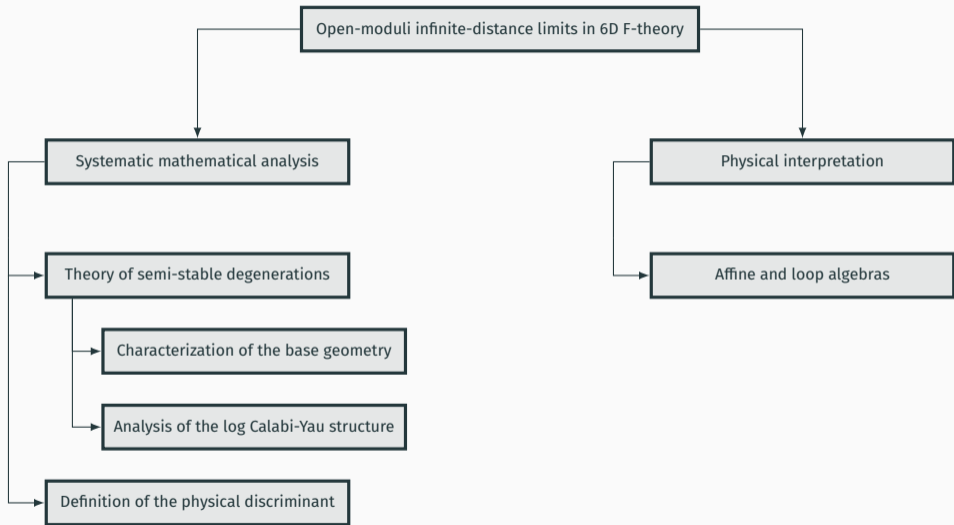 Open-moduli infinite-distance limits in 6D F-theory
Systematic mathematical analysis
Physical interpretation
Theory of semi-stable degenerations
Affine and loop algebras
Characterization of the base geometry
Analysis of the log Calabi-Yau structure
Definition of the physical discriminant